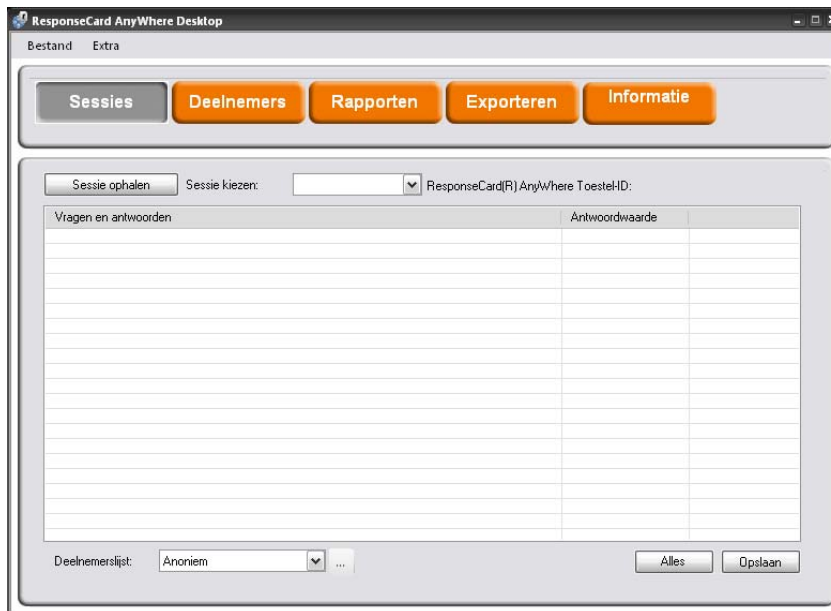 ResponseCard AnyWhere Desktop
Bestand Extra
Sessies Deelnemers Rapporten Exporteren Informatie
Sessie ophalen Sessie kiezen: ResponseCard(R) AnyWhere Toestel-ID:
Vragen en antwoorden Antwoordwaarde
Deelnemerslijst: Anoniem ... Alles Opslaan